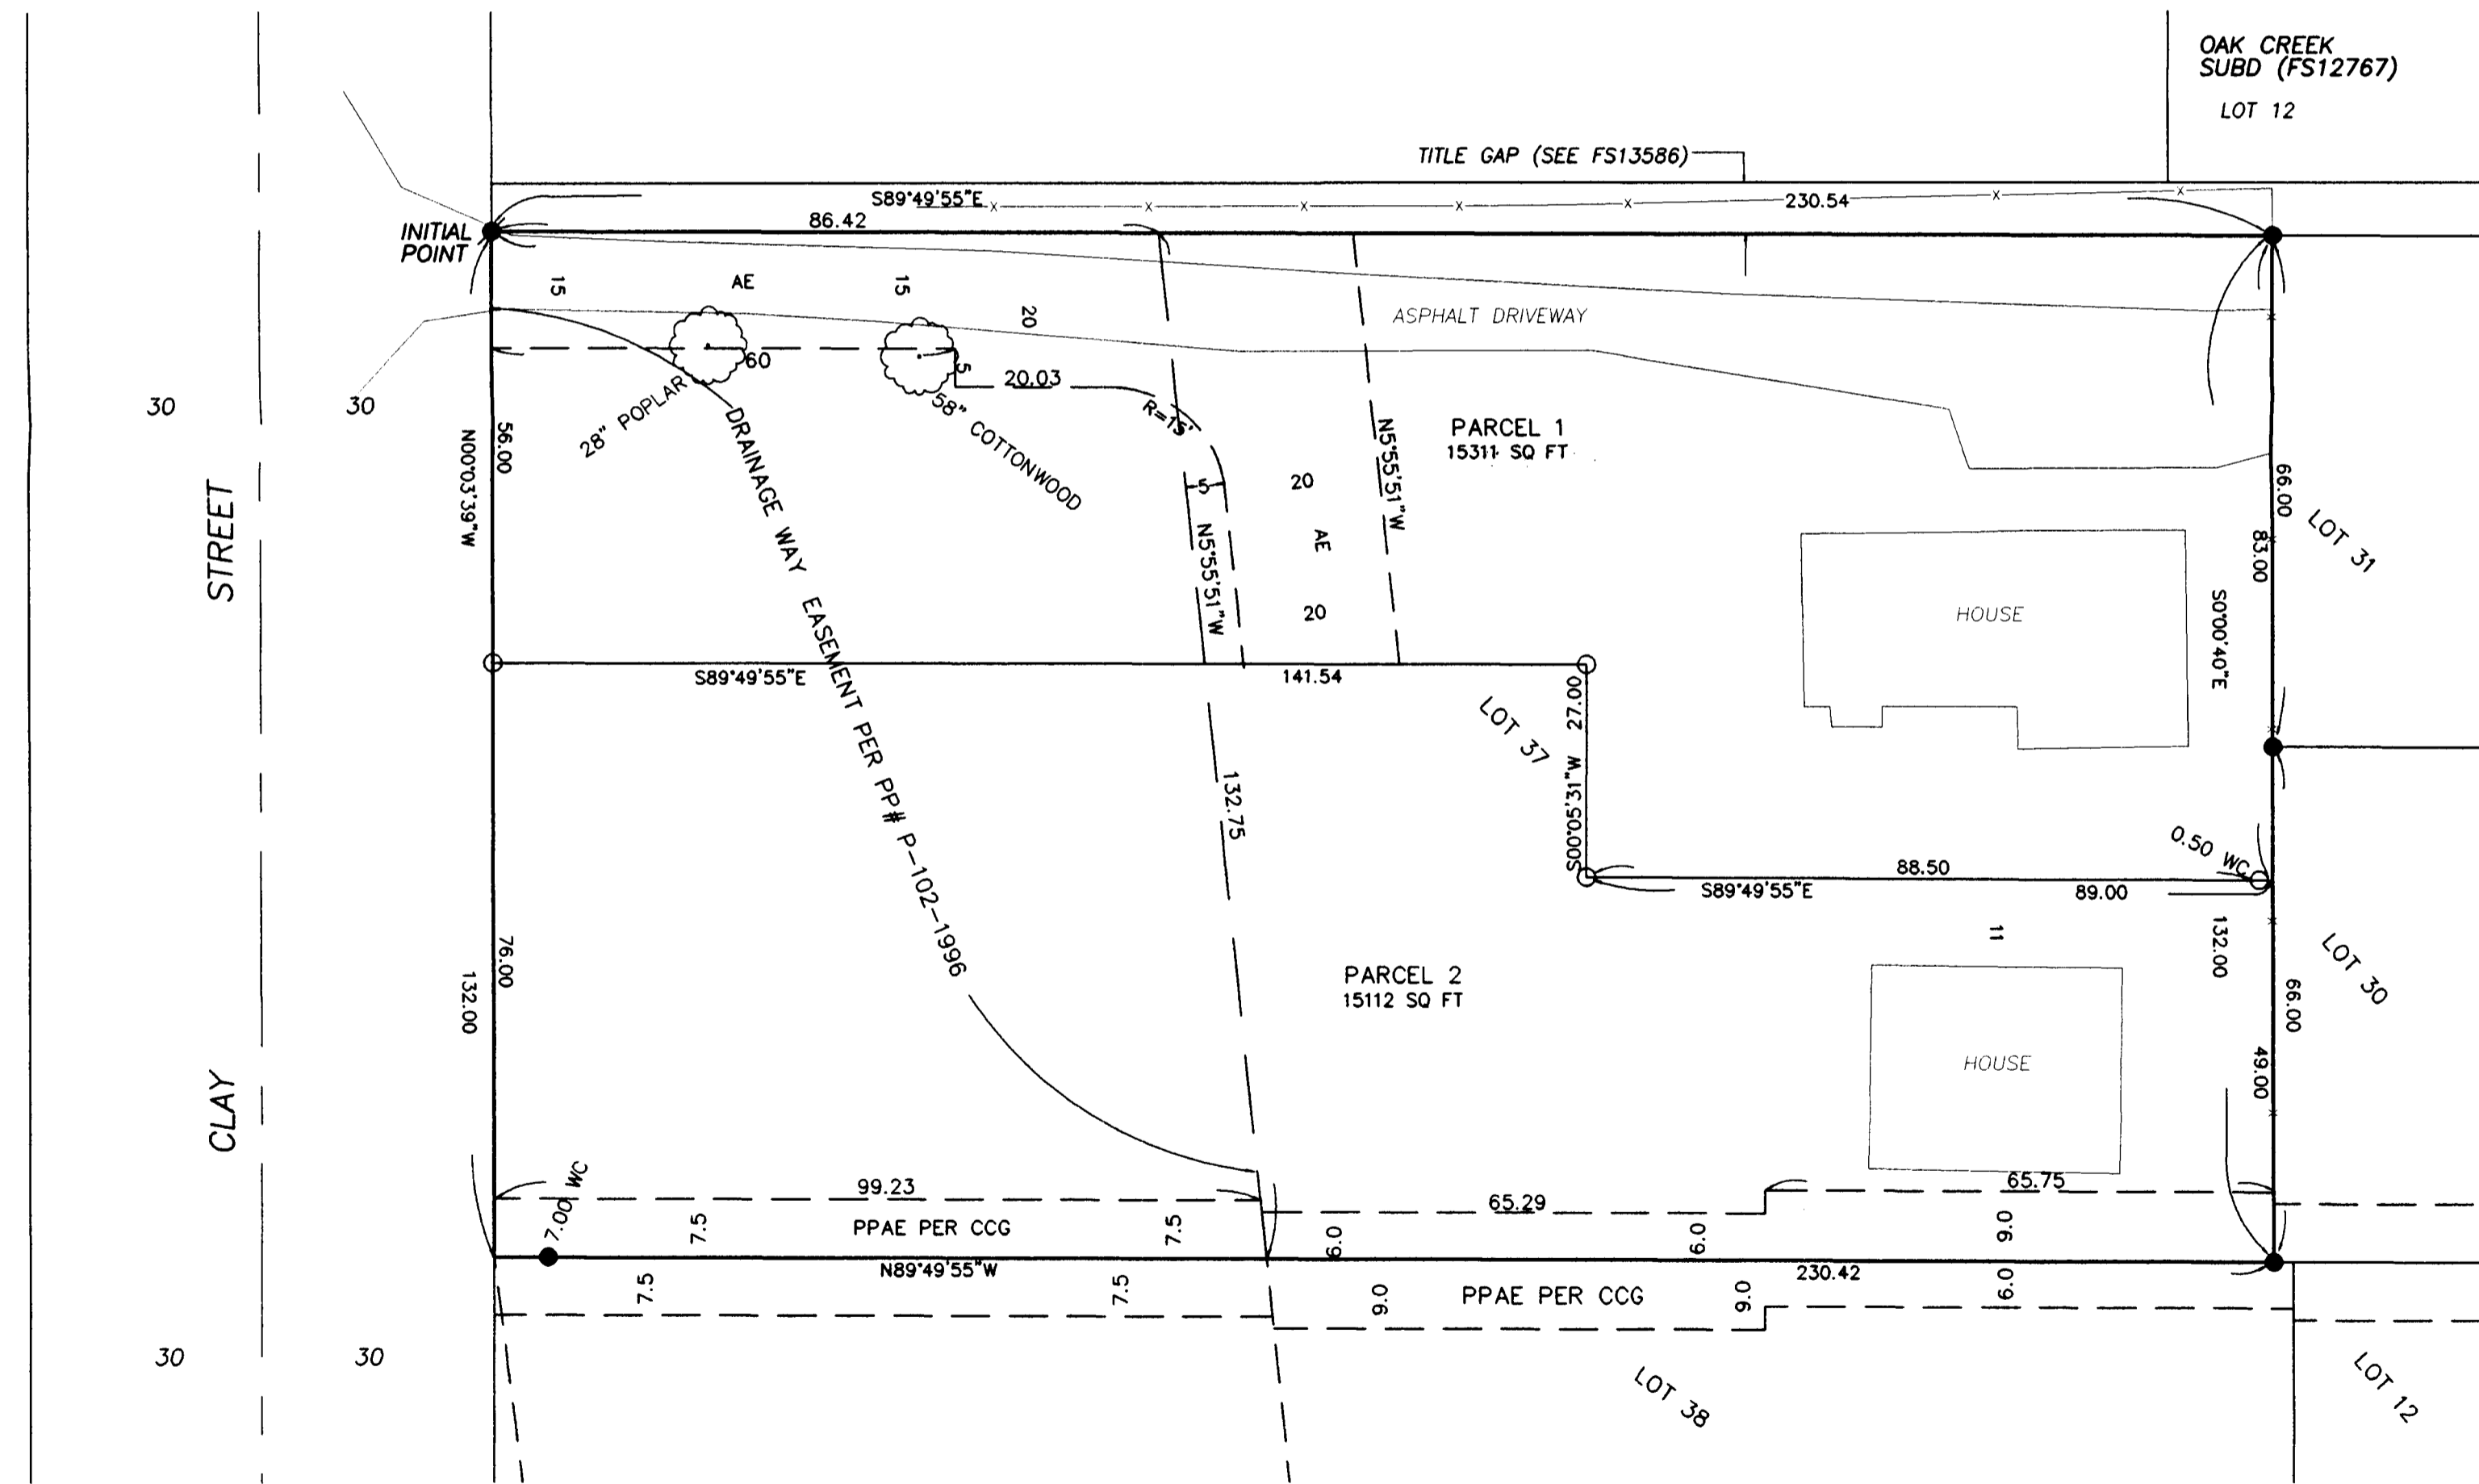 OAK CREEK
SUBD (FS12767)
LOT 12
TITLE GAP (SEE FS13586)
S89°49'55"E
230.54
86.42
INITIAL
POINT
15
AE
15
20
ASPHALT DRIVEWAY
60
5
20.03
R=15'
28" POPLAR
58" COTTONWOOD
30
30
N00°03'39"W
56.00
STREET
DRAINAGE WAY EASEMENT PER PP# P-102-1996
5
N5°55'51"W
20
AE
20
N5°55'51"W
PARCEL 1
15311 SQ FT
66.00
83.00
LOT 31
HOUSE
S0°00'40"E
S89°49'55"E
141.54
27.00
S00°05'31"W
LOT 37
132.75
0.50 WC
88.50
S89°49'55"E
89.00
11
132.00
LOT 30
76.00
132.00
PARCEL 2
15112 SQ FT
66.00
49.00
HOUSE
CLAY
7.00 WC
99.23
65.29
65.75
7.5
PPAE PER CCG
7.5
6.0
6.0
9.0
N89°49'55"W
230.42
7.5
7.5
9.0
PPAE PER CCG
9.0
6.0
30
30
LOT 38
LOT 12